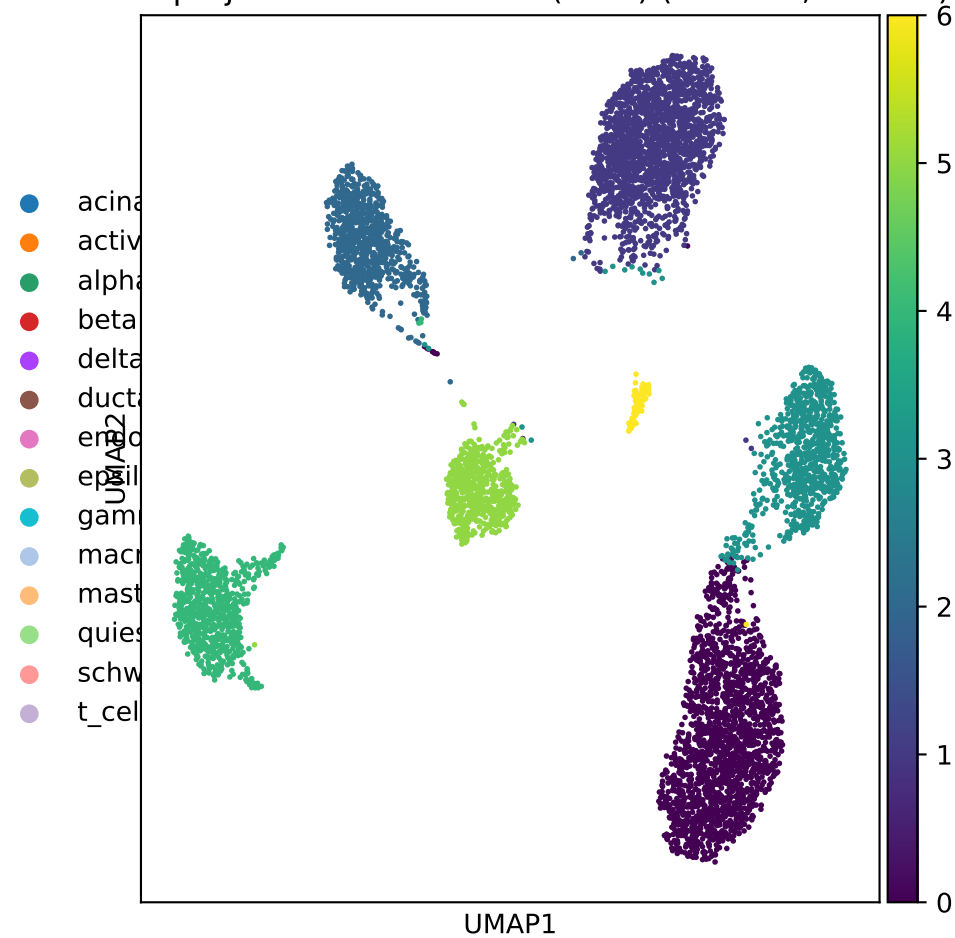 acina
activ
alpha
beta
delta
ducta
endo
epsil
gam
macr
mast
quies
schw
t_cel
UMAP2
UMAP1
6
5
4
3
2
1
0